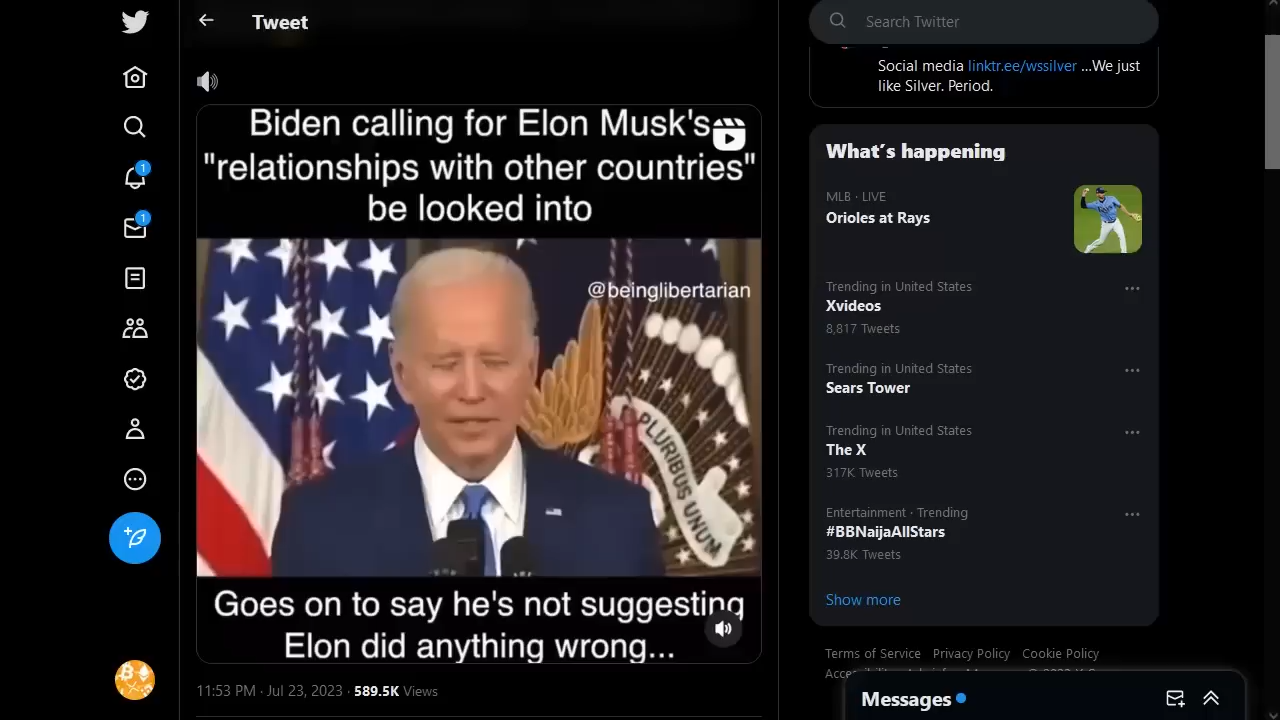 Tweet
Biden calling for Elon Musk's
"relationships with other countries"
be looked into
@beinglibertarian
PLURIBUS UNUM
Goes on to say he's not suggesting
Elon did anything wrong...
11:53 PM · Jul 23, 2023 · 589.5K Views
1
1
Search Twitter
Social media linktr.ee/wssilver ...We just
like Silver. Period.
What's happening
MLB · LIVE
Orioles at Rays
Trending in United States
Xvideos
8,817 Tweets
Trending in United States
Sears Tower
Trending in United States
The X
317K Tweets
Entertainment · Trending
#BBNaijaAllStars
39.8K Tweets
Show more
Terms of Service Privacy Policy Cookie Policy
Messages